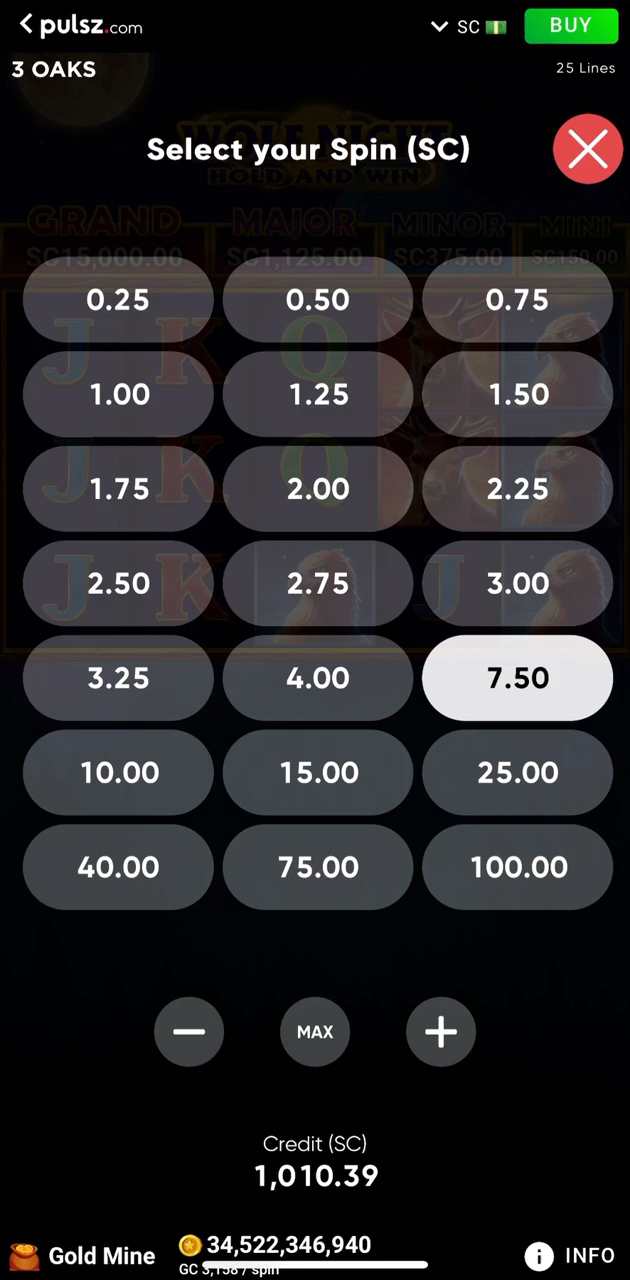 pulsz.com
SC
BUY
3 OAKS
25 Lines
WOLF NIGHT
Select your Spin (SC)
HOLD AND WIN
GRAND MAJOR MINOR MINI
SC15,000.00 SC1,125.00 SC375.00 SC150.00
0.25 0.50 0.75
J K Q
1.00 1.25 1.50
1.75 2.00 2.25
J K Q
2.50 2.75 3.00
J K J
3.25 4.00 7.50
10.00 15.00 25.00
40.00 75.00 100.00
MAX
Credit (SC)
1,010.39
Gold Mine
34,522,346,940
GC 3,158 / spin
INFO